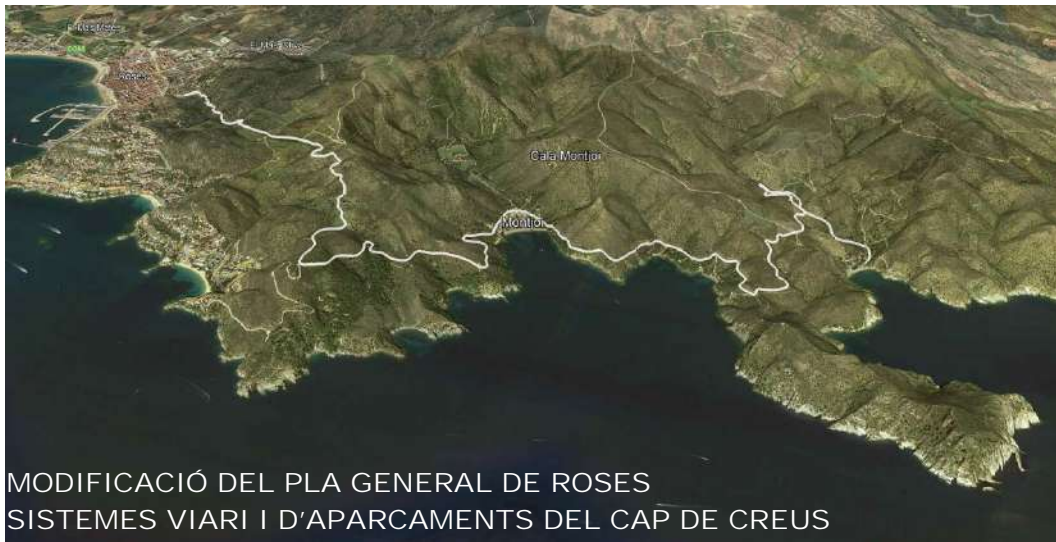 Roses
Cala Montjoi
Montjoi
MODIFICACIÓ DEL PLA GENERAL DE ROSES
SISTEMES VIARI I D'APARCAMENTS DEL CAP DE CREUS